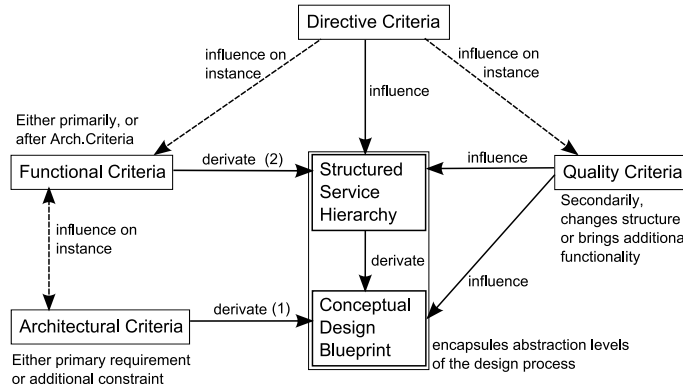 Directive Criteria
influence on
instance
influence on
instance
influence
Either primarily, or
after Arch.Criteria
Functional Criteria
derivate (2)
Structured
Service
Hierarchy
influence
Quality Criteria
Secondarily,
changes structure
or brings additional
functionality
influence on
instance
derivate
influence
Architectural Criteria
derivate (1)
Conceptual
Design
Blueprint
Either primary requirement
or additional constraint
encapsules abstraction levels
of the design process